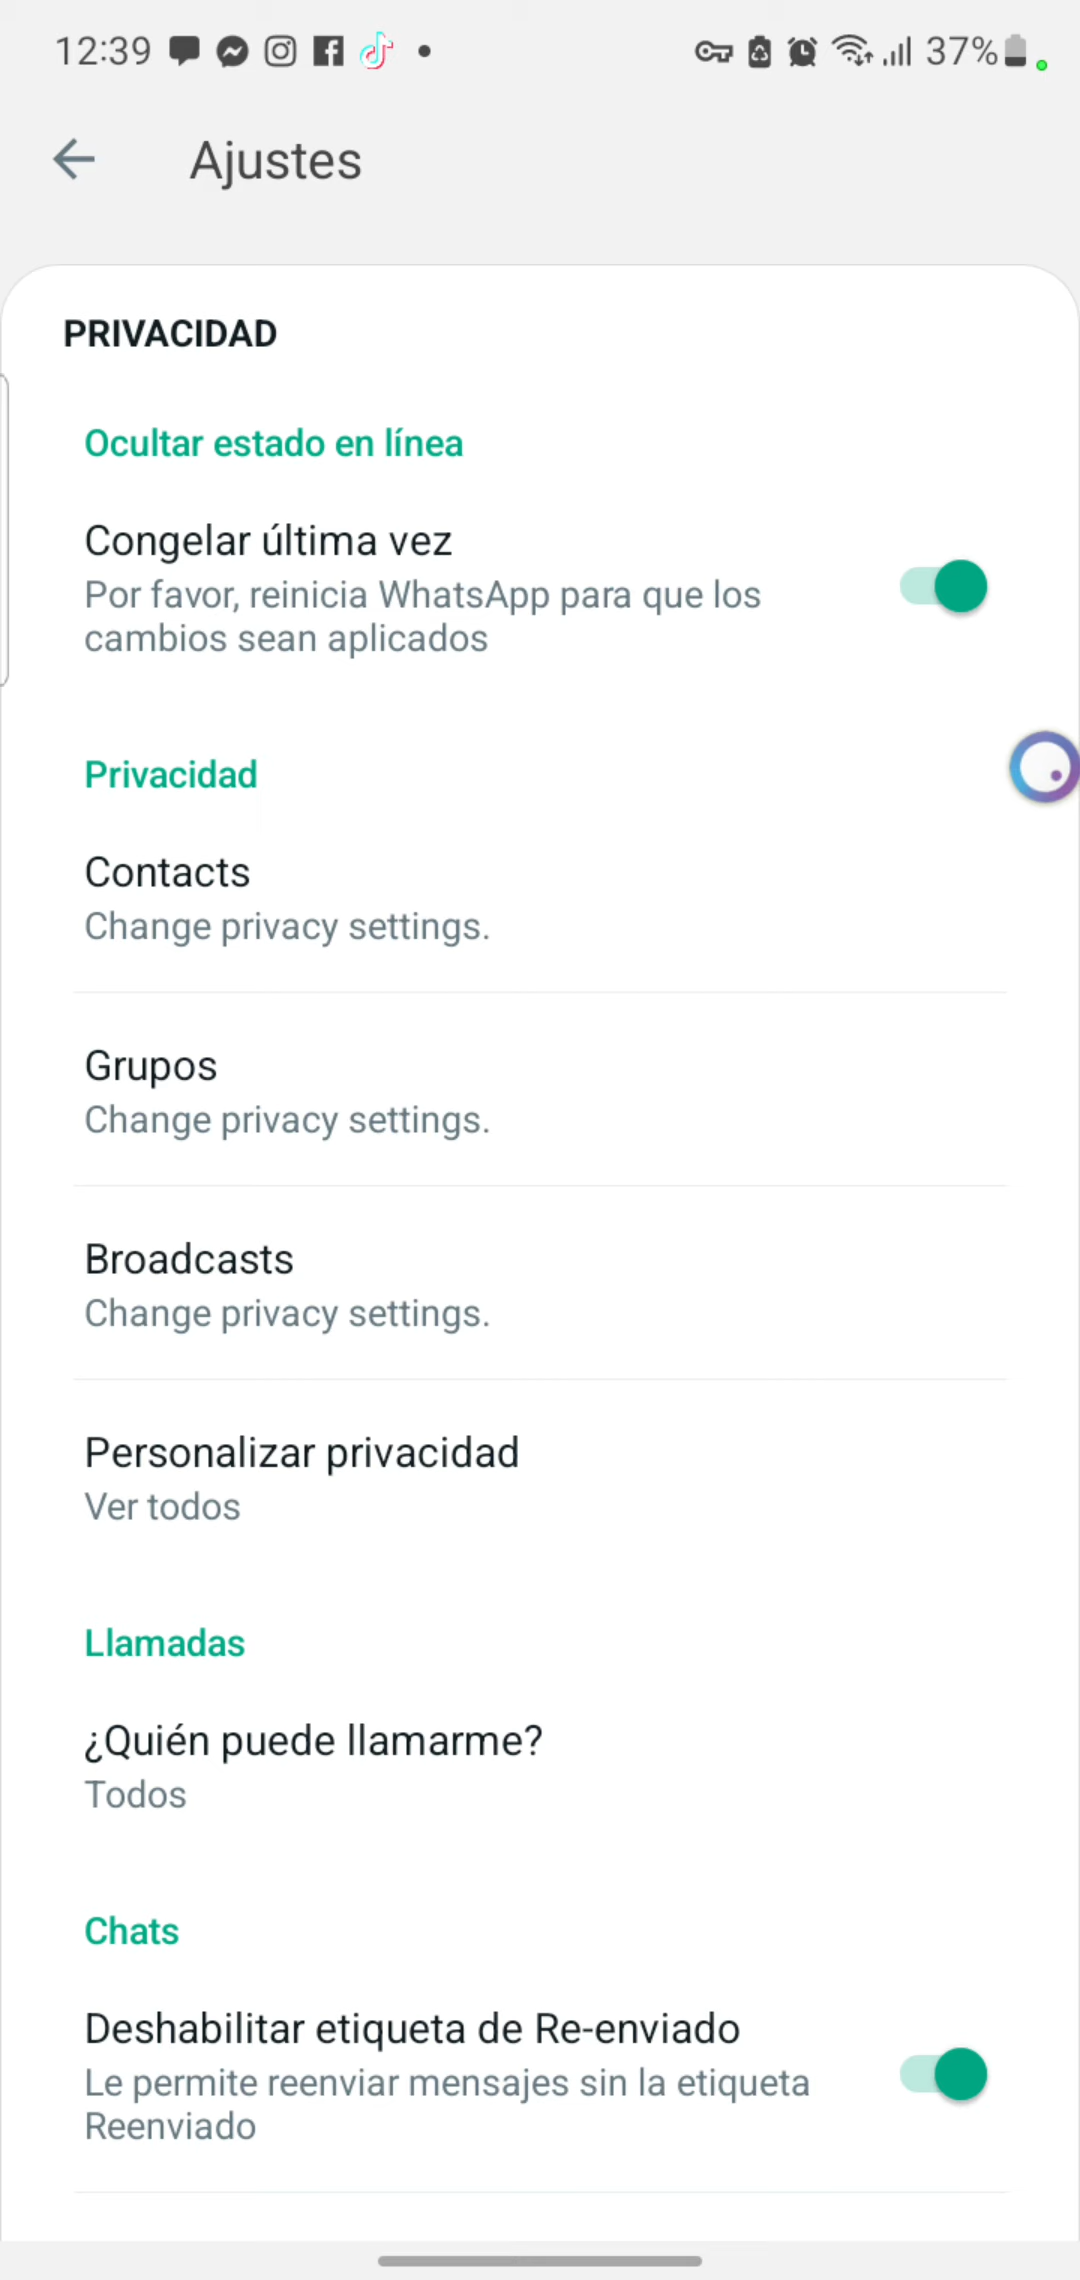 12:39
37%
Ajustes
PRIVACIDAD
Ocultar estado en línea
Congelar última vez
Por favor, reinicia WhatsApp para que los
cambios sean aplicados
Privacidad
Contacts
Change privacy settings.
Grupos
Change privacy settings.
Broadcasts
Change privacy settings.
Personalizar privacidad
Ver todos
Llamadas
¿Quién puede llamarme?
Todos
Chats
Deshabilitar etiqueta de Re-enviado
Le permite reenviar mensajes sin la etiqueta
Reenviado